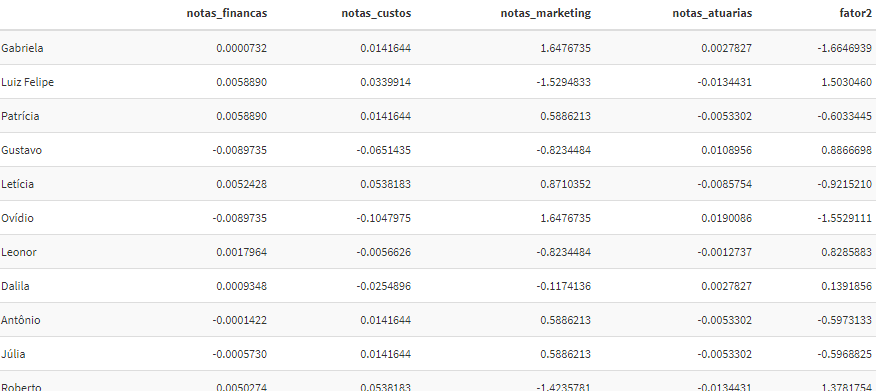 notas_financas notas_custos notas_marketing notas_atuarias fator2
Gabriela 0.0000732 0.0141644 1.6476735 0.0027827 -1.6646939
Luiz Felipe 0.0058890 0.0339914 -1.5294833 -0.0134431 1.5030460
Patrícia 0.0058890 0.0141644 0.5886213 -0.0053302 -0.6033445
Gustavo -0.0089735 -0.0651435 -0.8234484 0.0108956 0.8866698
Letícia 0.0052428 0.0538183 0.8710352 -0.0085754 -0.9215210
Ovídio -0.0089735 -0.1047975 1.6476735 0.0190086 -1.5529111
Leonor 0.0017964 -0.0056626 -0.8234484 -0.0012737 0.8285883
Dalila 0.0009348 -0.0254896 -0.1174136 0.0027827 0.1391856
Antônio -0.0001422 0.0141644 0.5886213 -0.0053302 -0.5973133
Júlia -0.0005730 0.0141644 0.5886213 -0.0053302 -0.5968825
Roberto 0.0050274 0.0538183 -1.4235781 -0.0134431 1.3781754